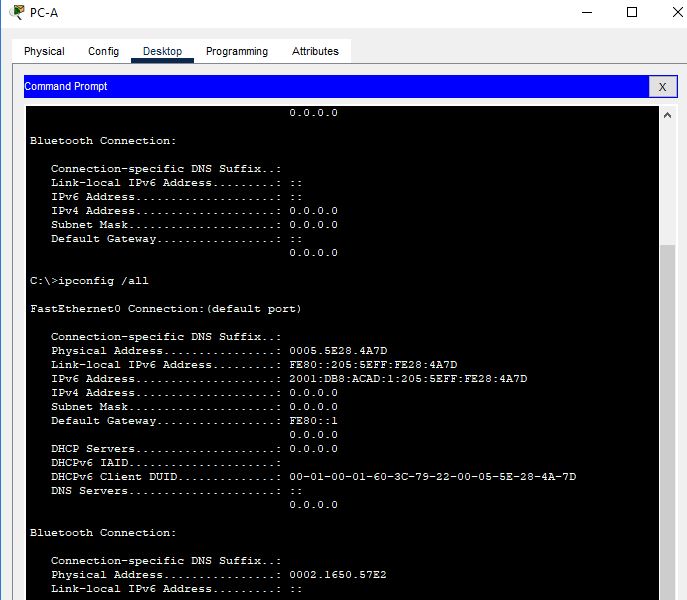 PC-A
Physical Config Desktop Programming Attributes
Command Prompt X
0.0.0.0
Bluetooth Connection:
Connection-specific DNS Suffix..:
Link-local IPv6 Address.........: ::
IPv6 Address....................: ::
IPv4 Address....................: 0.0.0.0
Subnet Mask.....................: 0.0.0.0
Default Gateway.................: ::
0.0.0.0
C:\>ipconfig /all
FastEthernet0 Connection:(default port)
Connection-specific DNS Suffix..:
Physical Address................: 0005.5E28.4A7D
Link-local IPv6 Address.........: FE80::205:5EFF:FE28:4A7D
IPv6 Address....................: 2001:DB8:ACAD:1:205:5EFF:FE28:4A7D
IPv4 Address....................: 0.0.0.0
Subnet Mask.....................: 0.0.0.0
Default Gateway.................: FE80::1
0.0.0.0
DHCP Servers....................: 0.0.0.0
DHCPv6 IAID.....................:
DHCPv6 Client DUID..............: 00-01-00-01-60-3C-79-22-00-05-5E-28-4A-7D
DNS Servers.....................: ::
0.0.0.0
Bluetooth Connection:
Connection-specific DNS Suffix..:
Physical Address................: 0002.1650.57E2
Link-local IPv6 Address.........: ::